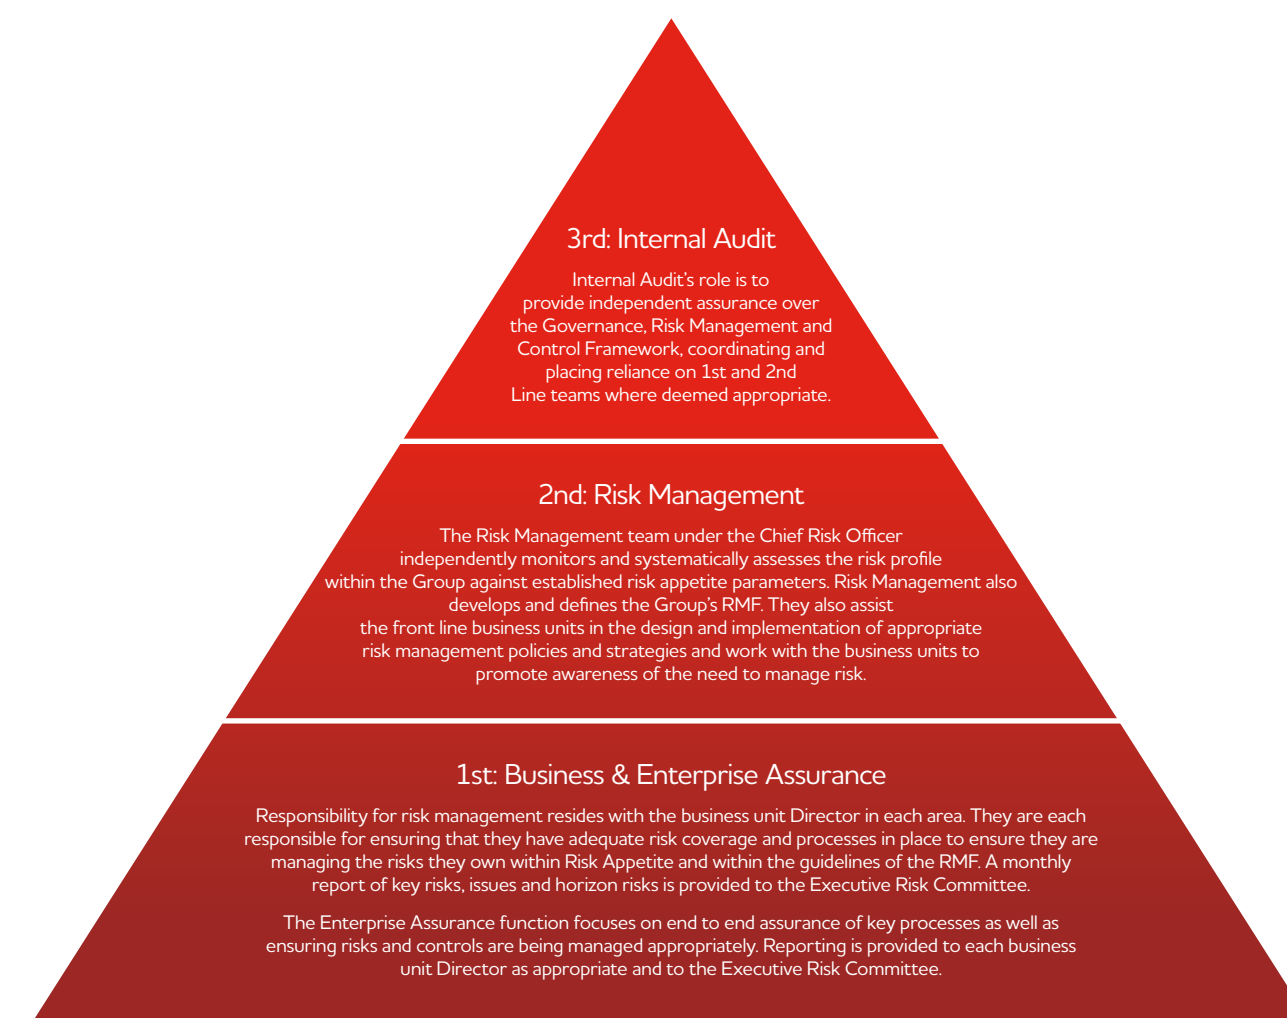 3rd: Internal Audit
Internal Audit's role is to
provide independent assurance over
the Governance, Risk Management and
Control Framework, coordinating and
placing reliance on 1st and 2nd
Line teams where deemed appropriate.
2nd: Risk Management
The Risk Management team under the Chief Risk Officer
independently monitors and systematically assesses the risk profile
within the Group against established risk appetite parameters. Risk Management also
develops and defines the Group's RMF. They also assist
the front line business units in the design and implementation of appropriate
risk management policies and strategies and work with the business units to
promote awareness of the need to manage risk.
1st: Business & Enterprise Assurance
Responsibility for risk management resides with the business unit Director in each area. They are each
responsible for ensuring that they have adequate risk coverage and processes in place to ensure they are
managing the risks they own within Risk Appetite and within the guidelines of the RMF. A monthly
report of key risks, issues and horizon risks is provided to the Executive Risk Committee.
The Enterprise Assurance function focuses on end to end assurance of key processes as well as
ensuring risks and controls are being managed appropriately. Reporting is provided to each business
unit Director as appropriate and to the Executive Risk Committee.